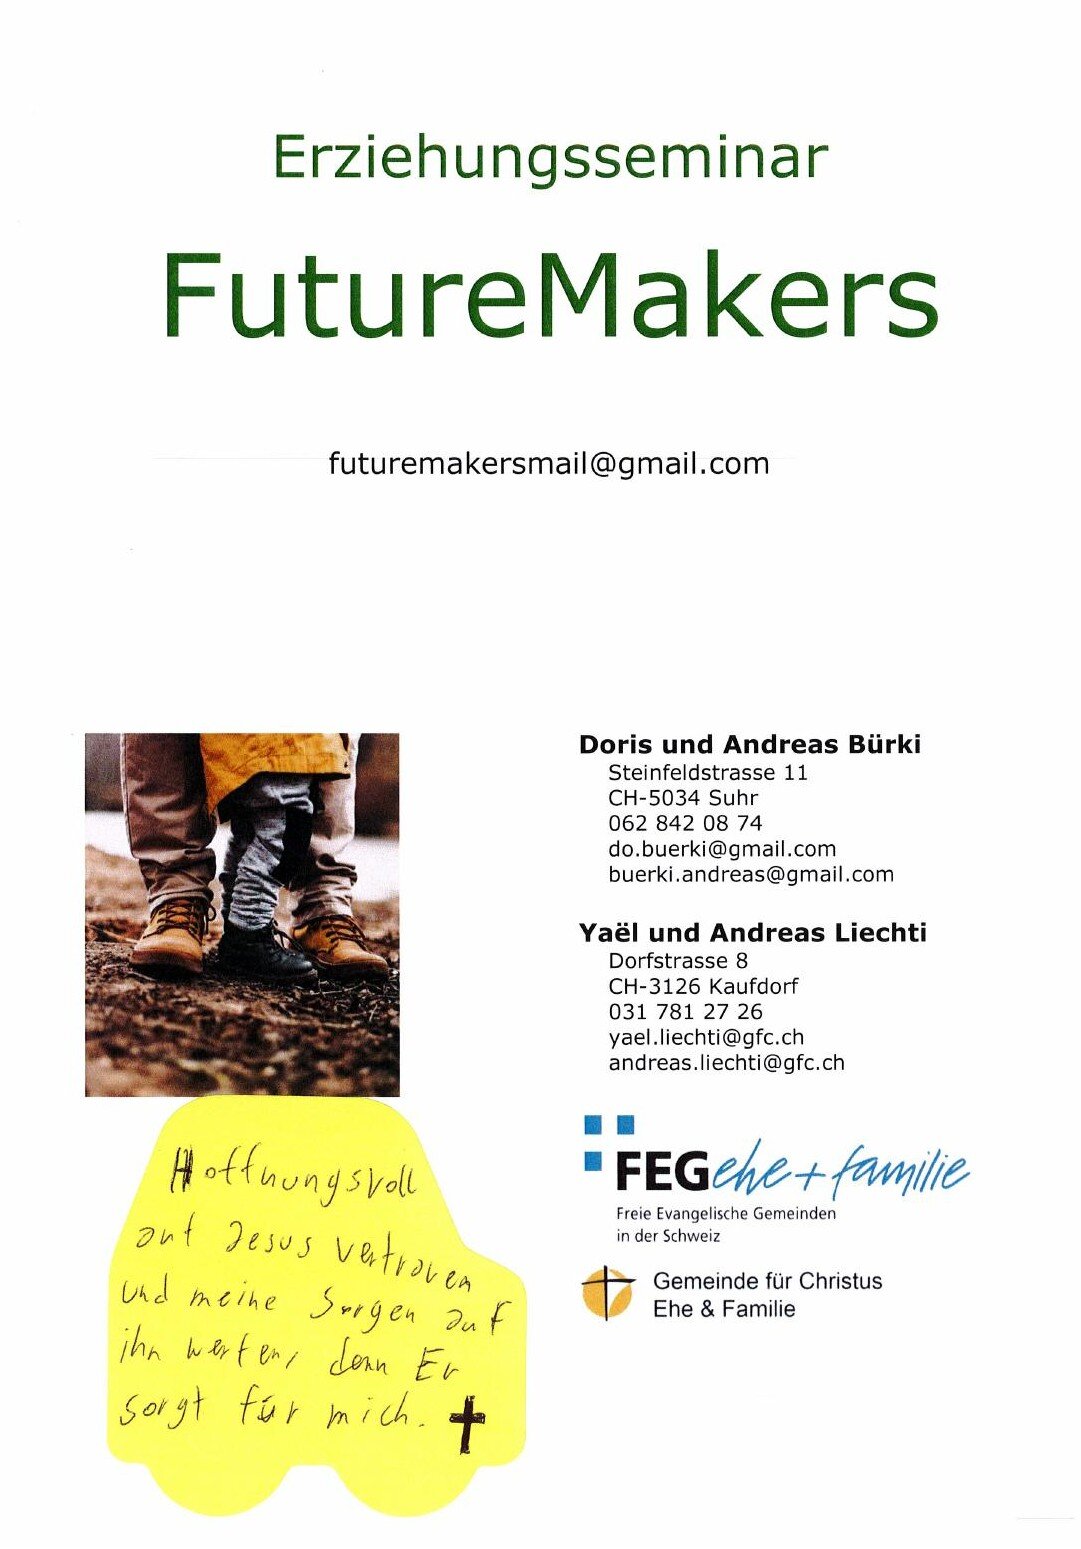 Erziehungsseminar
FutureMakers
futuremakersmail@gmail.com
Doris und Andreas Bürki
Steinfeldstrasse 11
CH-5034 Suhr
062 842 08 74
do.buerki@gmail.com
buerki.andreas@gmail.com
Yaël und Andreas Liechti
Dorfstrasse 8
CH-3126 Kaufdorf
031 781 27 26
yael.liechti@gfc.ch
andreas.liechti@gfc.ch
FEG ehe + familie
Freie Evangelische Gemeinden
in der Schweiz
Gemeinde für Christus
Ehe & Familie
Hoffnungsvoll
auf Jesus vertrauen
und meine Sorgen auf
ihn werfen, denn Er
sorgt für mich.